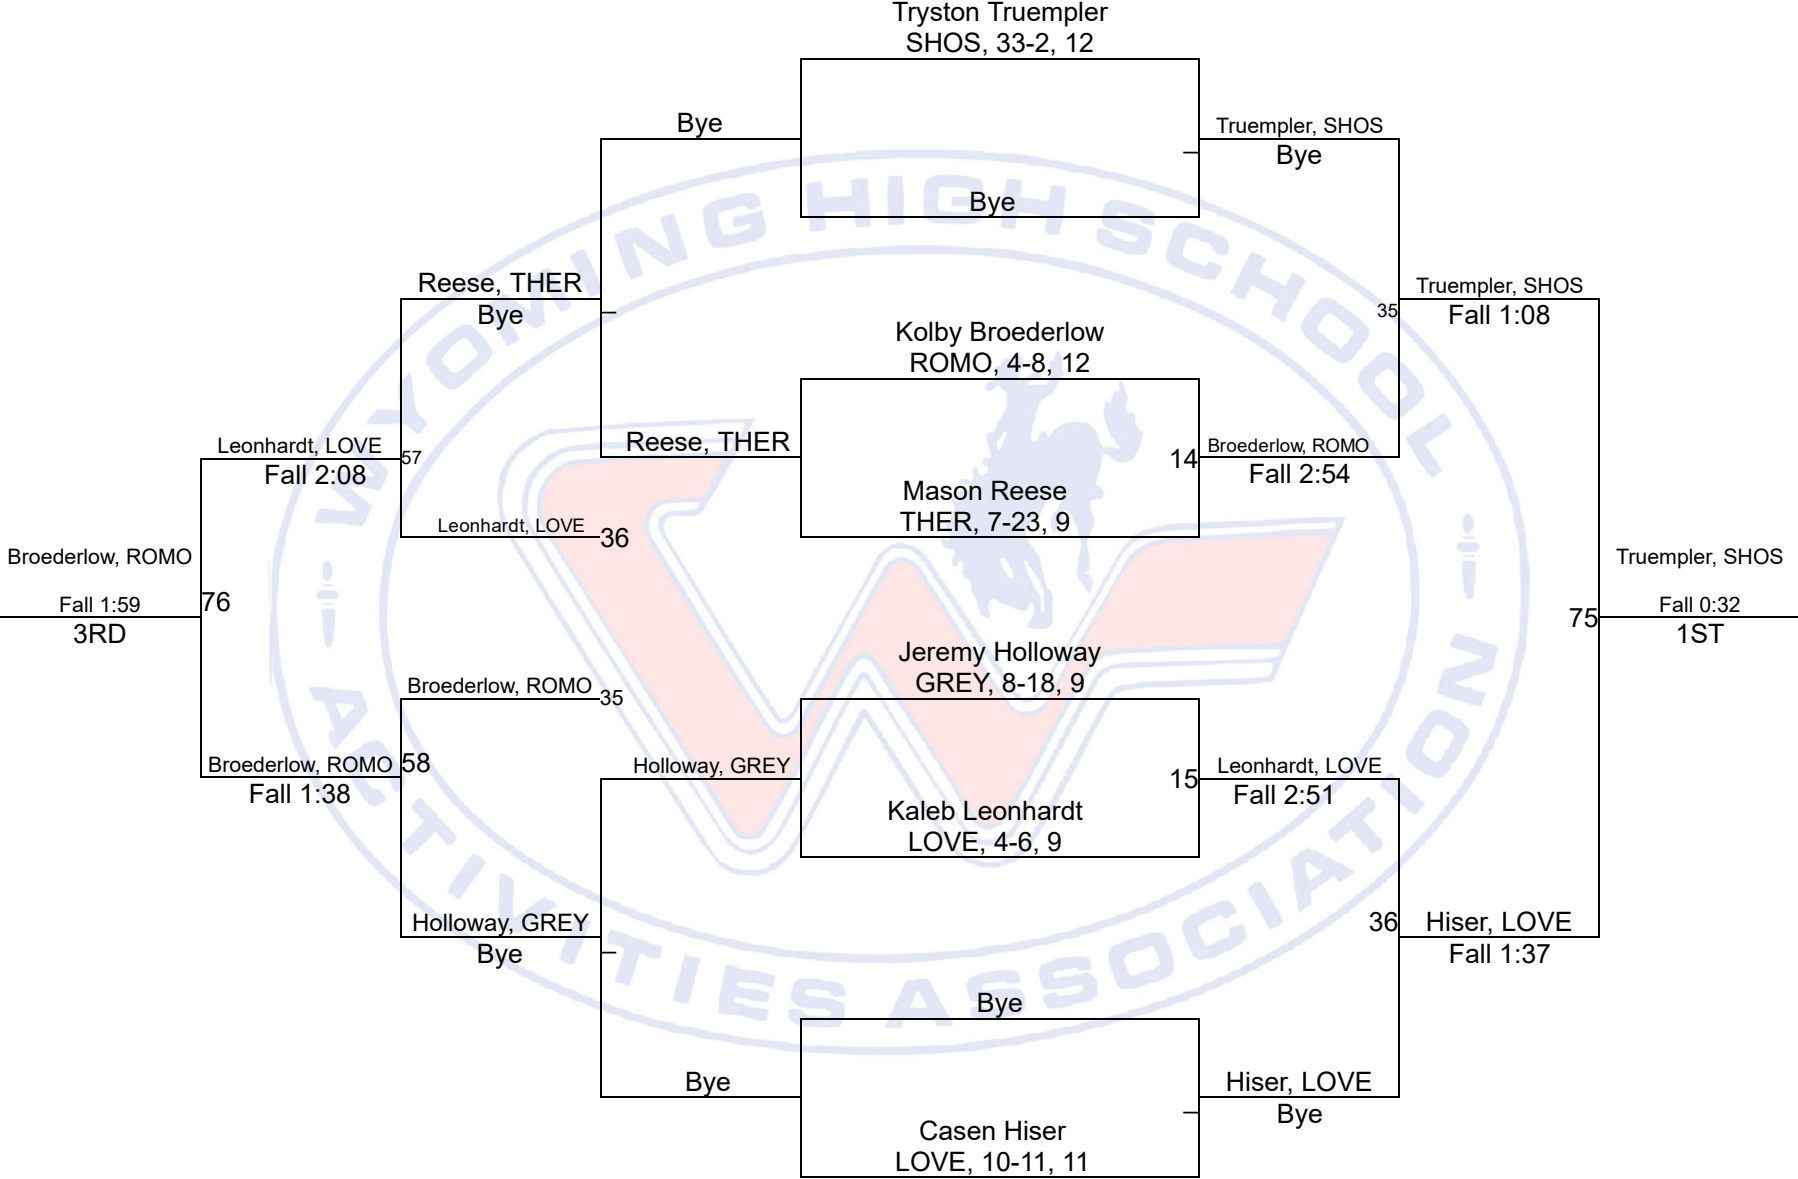 Tryston Truempler
SHOS, 33-2, 12
Bye
Truempler, SHOS
Bye
Bye
Reese, THER
Bye
Truempler, SHOS
Fall 1:08
35
Kolby Broederlow
ROMO, 4-8, 12
Reese, THER
14
Broederlow, ROMO
Fall 2:54
Mason Reese
THER, 7-23, 9
Leonhardt, LOVE
Fall 2:08
57
Leonhardt, LOVE
36
Broederlow, ROMO
Fall 1:59
3RD
76
Truempler, SHOS
Fall 0:32
1ST
75
Jeremy Holloway
GREY, 8-18, 9
Broederlow, ROMO
35
Broederlow, ROMO
Fall 1:38
58
Holloway, GREY
15
Leonhardt, LOVE
Fall 2:51
Kaleb Leonhardt
LOVE, 4-6, 9
Holloway, GREY
Bye
36
Hiser, LOVE
Fall 1:37
Bye
Bye
Hiser, LOVE
Bye
Casen Hiser
LOVE, 10-11, 11
WYOMING HIGH SCHOOL
ACTIVITIES ASSOCIATION